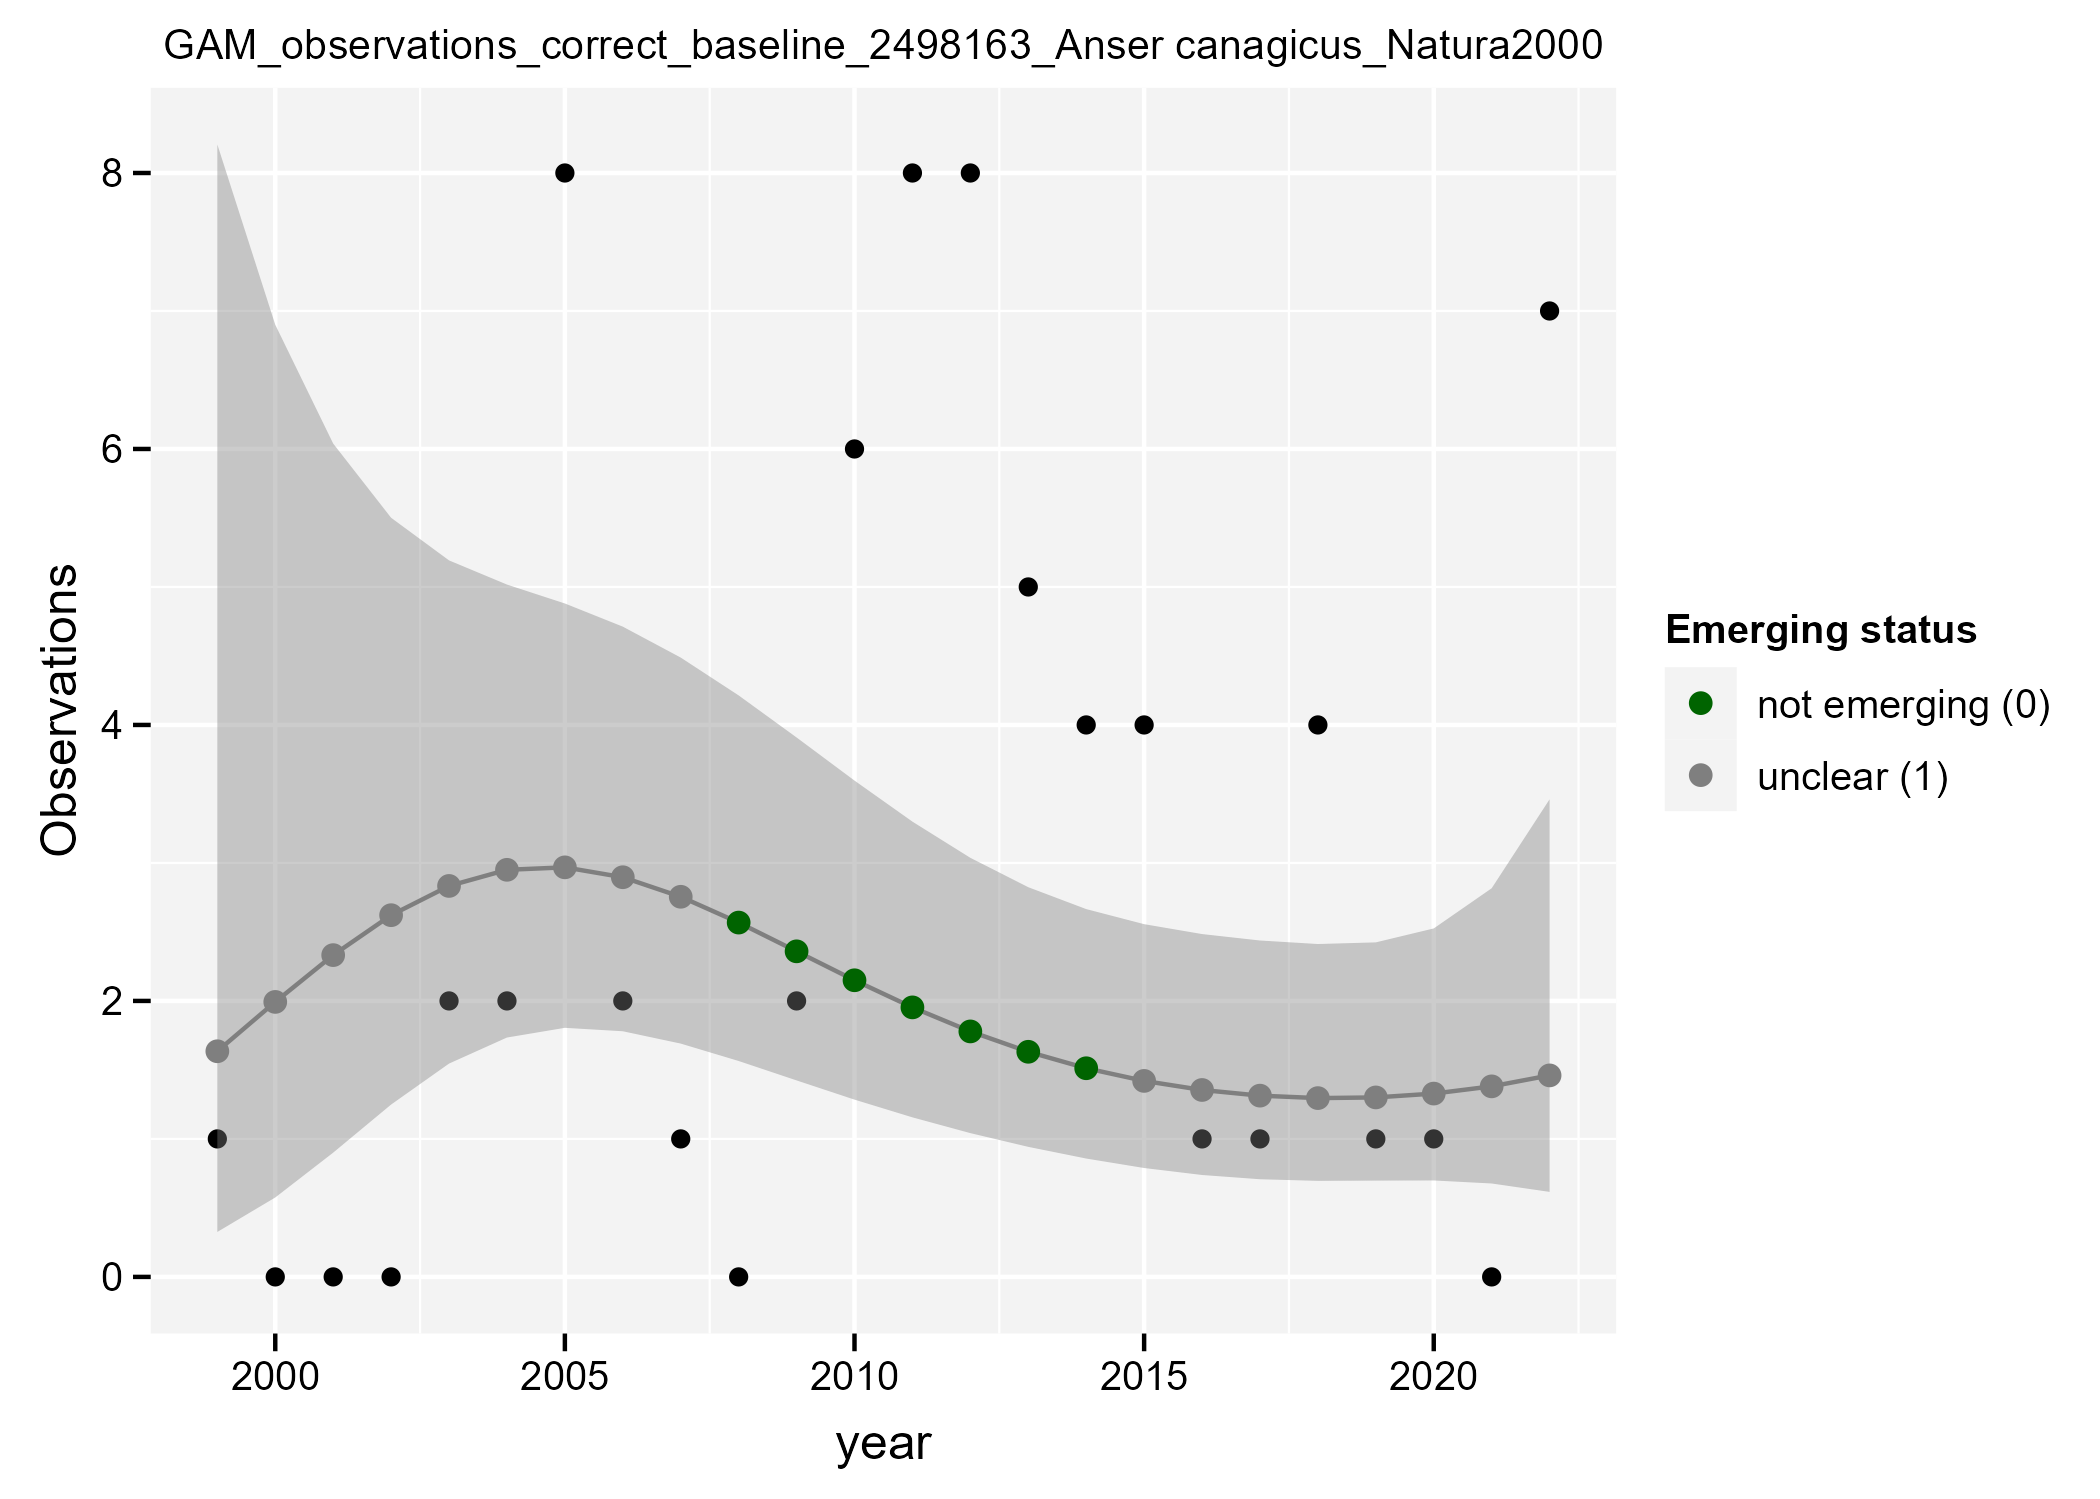 GAM_observations_correct_baseline_2498163_Anser canagicus_Natura2000
Observations
8
6
4
2
0
2000 2005 2010 2015 2020
year
Emerging status
not emerging (0)
unclear (1)